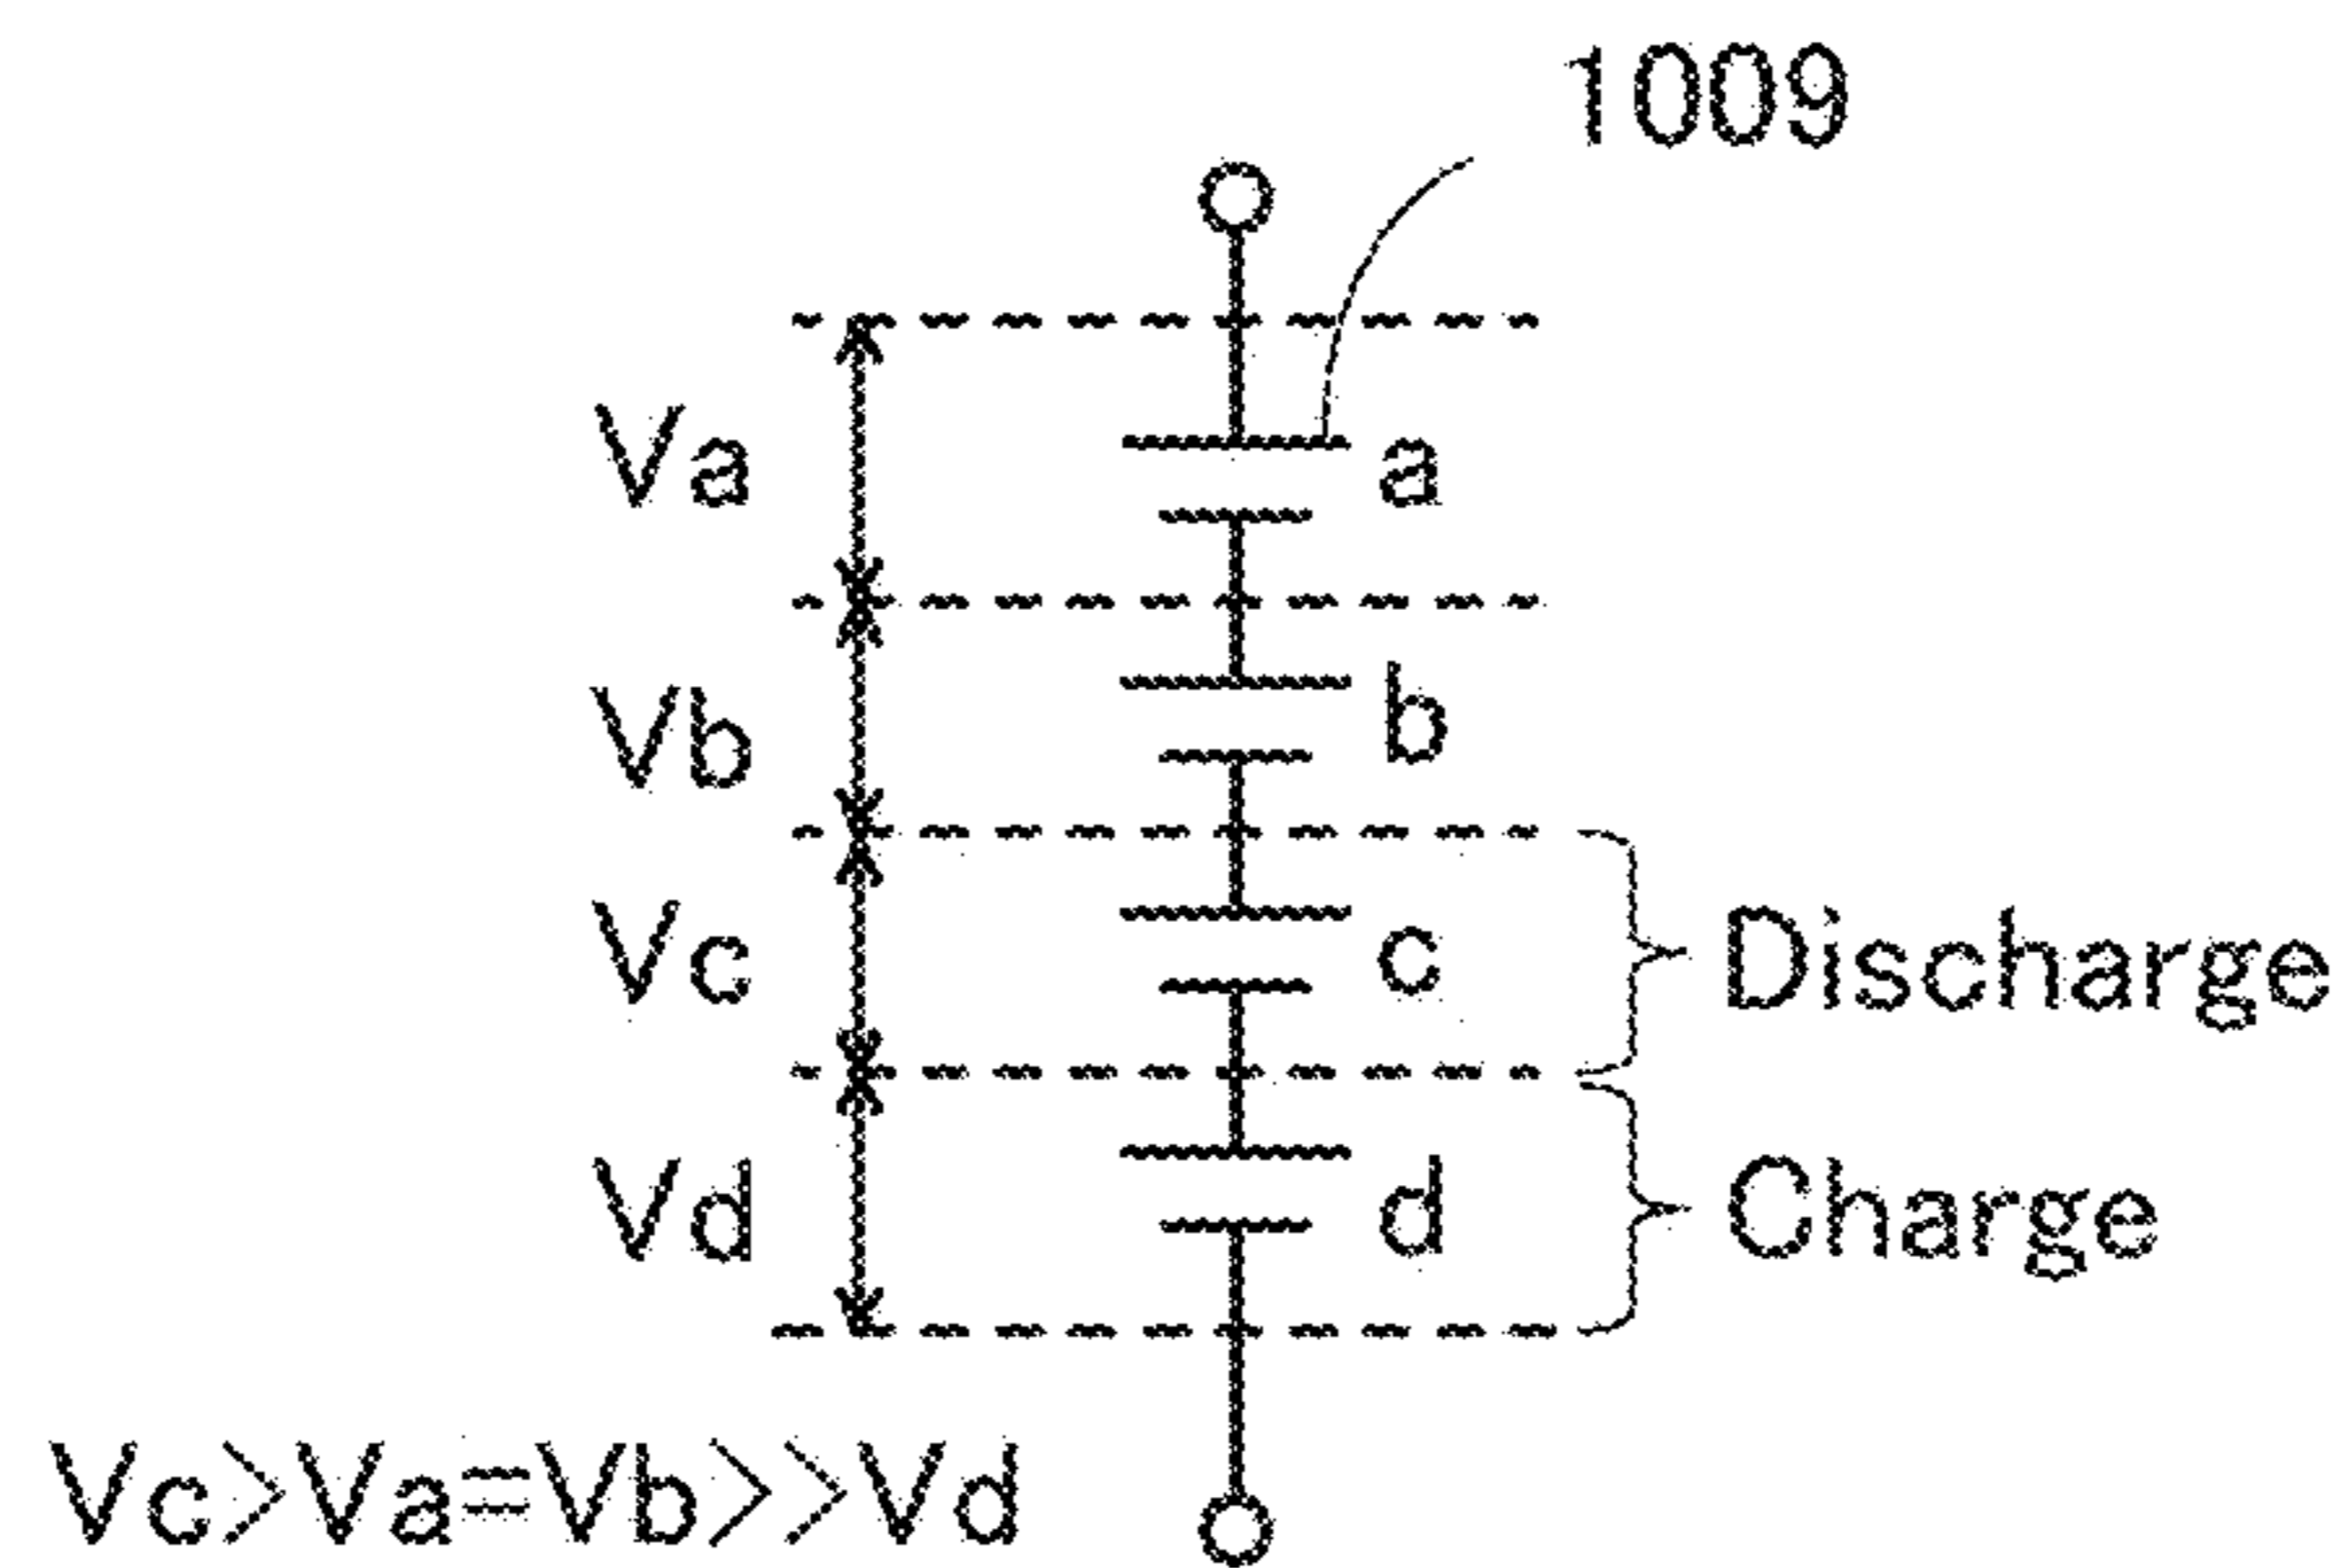 1009
Va
a
Vb
b
Vc
c
Discharge
Vd
d
Charge
Vc>Va=Vb>>Vd